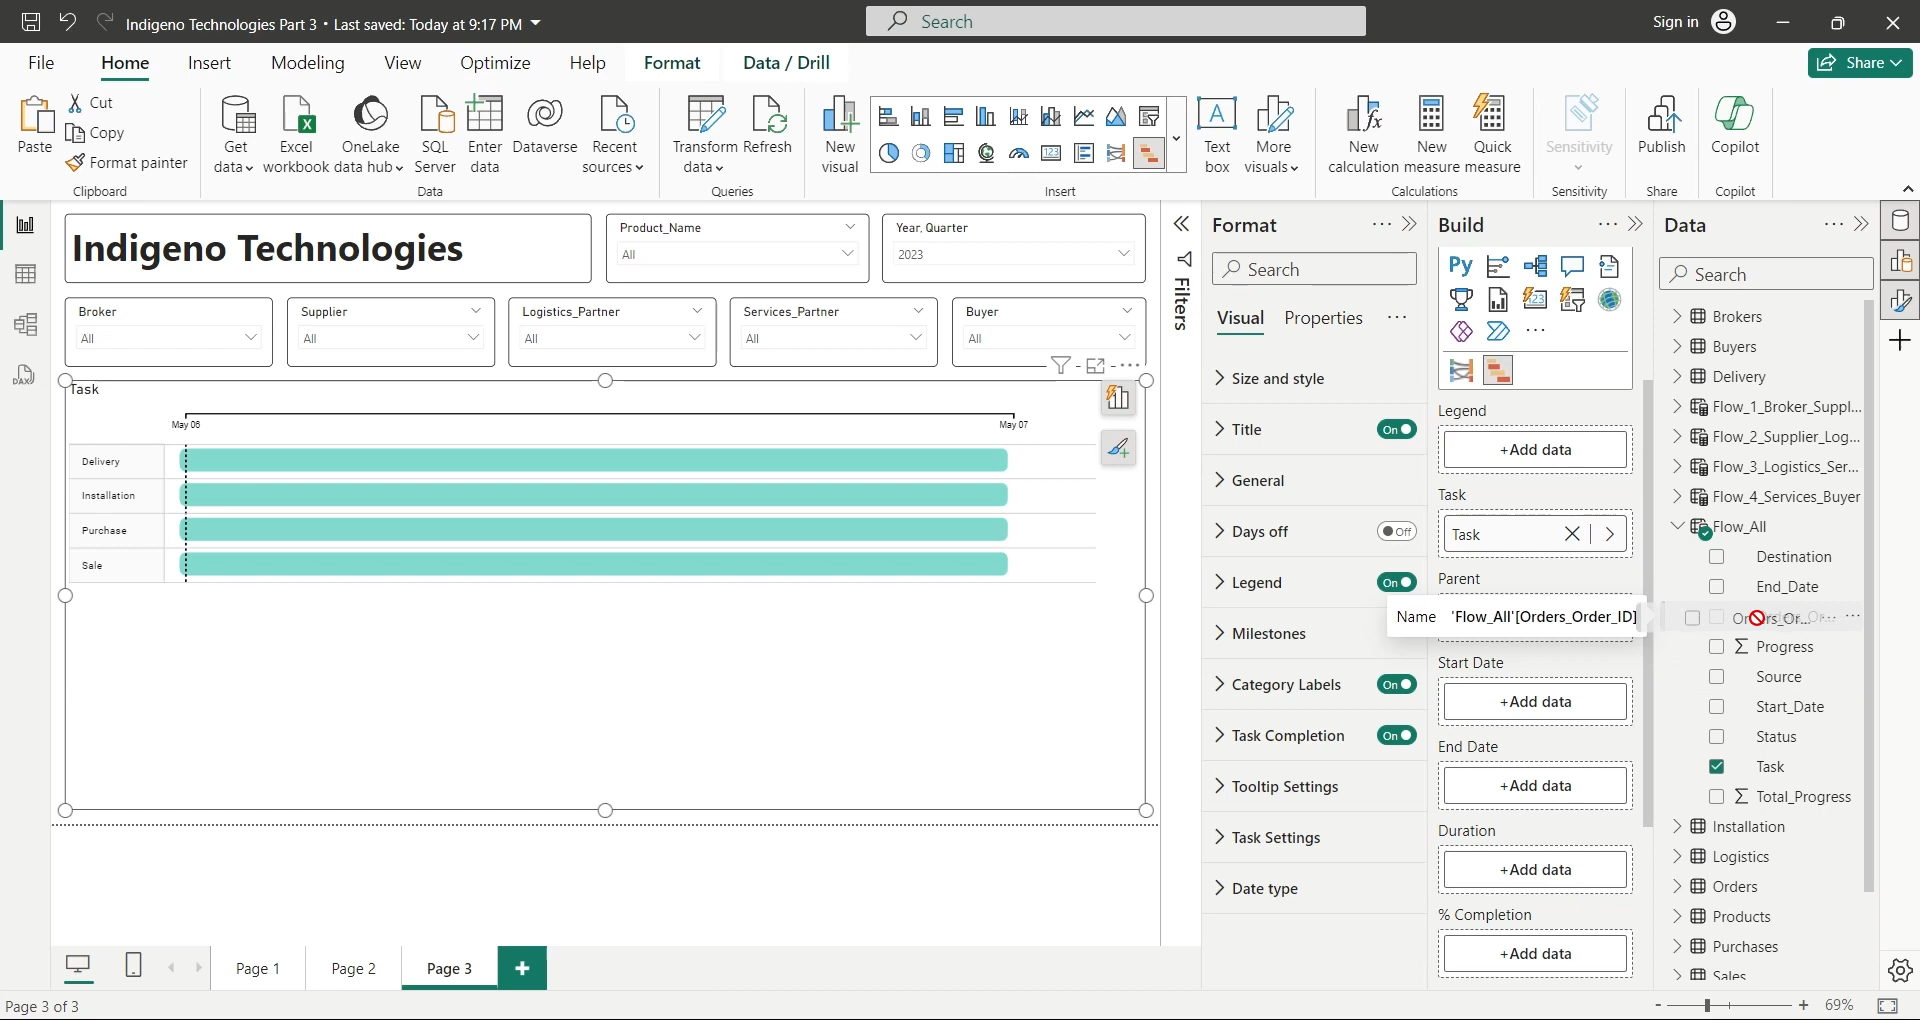 Indigeno Technologies Part 3 • Last saved: Today at 9:17 PM
Search
Sign in
File
Home
Insert
Modeling
View
Optimize
Help
Format
Data / Drill
Share
Paste
Cut
Copy
Format painter
Clipboard
Get data
Excel workbook
OneLake data hub
SQL Server
Enter data
Dataverse
Recent sources
Data
Transform data
Refresh
Queries
New visual
123
A
Text box
More visuals
Insert
New calculation
New measure
Quick measure
Calculations
Sensitivity
Sensitivity
Publish
Share
Copilot
Copilot
DAX
Indigeno Technologies
Product_Name
All
Year, Quarter
2023
Broker
All
Supplier
All
Logistics_Partner
All
Services_Partner
All
Buyer
All
Task
May 06
May 07
Delivery
Installation
Purchase
Sale
Filters
Format
Search
Visual
Properties
Size and style
Title
On
General
Days off
Off
Legend
On
Milestones
Category Labels
On
Task Completion
On
Tooltip Settings
Task Settings
Date type
Build
Py
123
Legend
+Add data
Task
Task
Parent
Name 'Flow_All'[Orders_Order_ID]
Start Date
+Add data
End Date
+Add data
Duration
+Add data
% Completion
+Add data
Data
Search
Brokers
Buyers
Delivery
Flow_1_Broker_Suppl...
Flow_2_Supplier_Log...
Flow_3_Logistics_Ser...
Flow_4_Services_Buyer
Flow_All
Destination
End_Date
Progress
Source
Start_Date
Status
Task
Total_Progress
Installation
Logistics
Orders
Products
Purchases
Sales
Page 1
Page 2
Page 3
Page 3 of 3
- + 69%